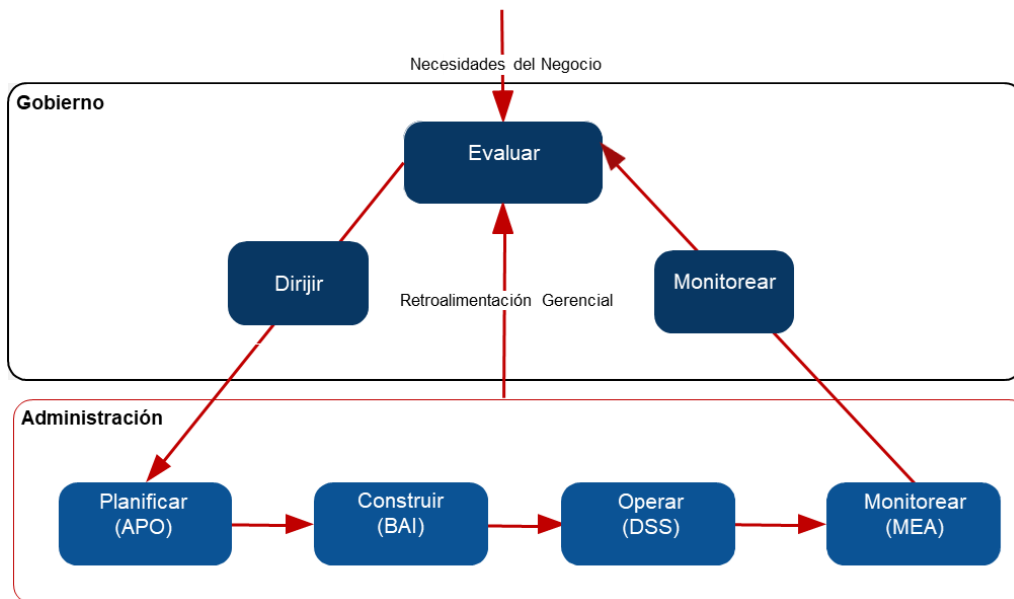 Necesidades del Negocio
Gobierno
Evaluar
Dirijir
Retroalimentación Gerencial
Monitorear
Administración
Planificar
(APO)
Construir
(BAI)
Operar
(DSS)
Monitorear
(MEA)